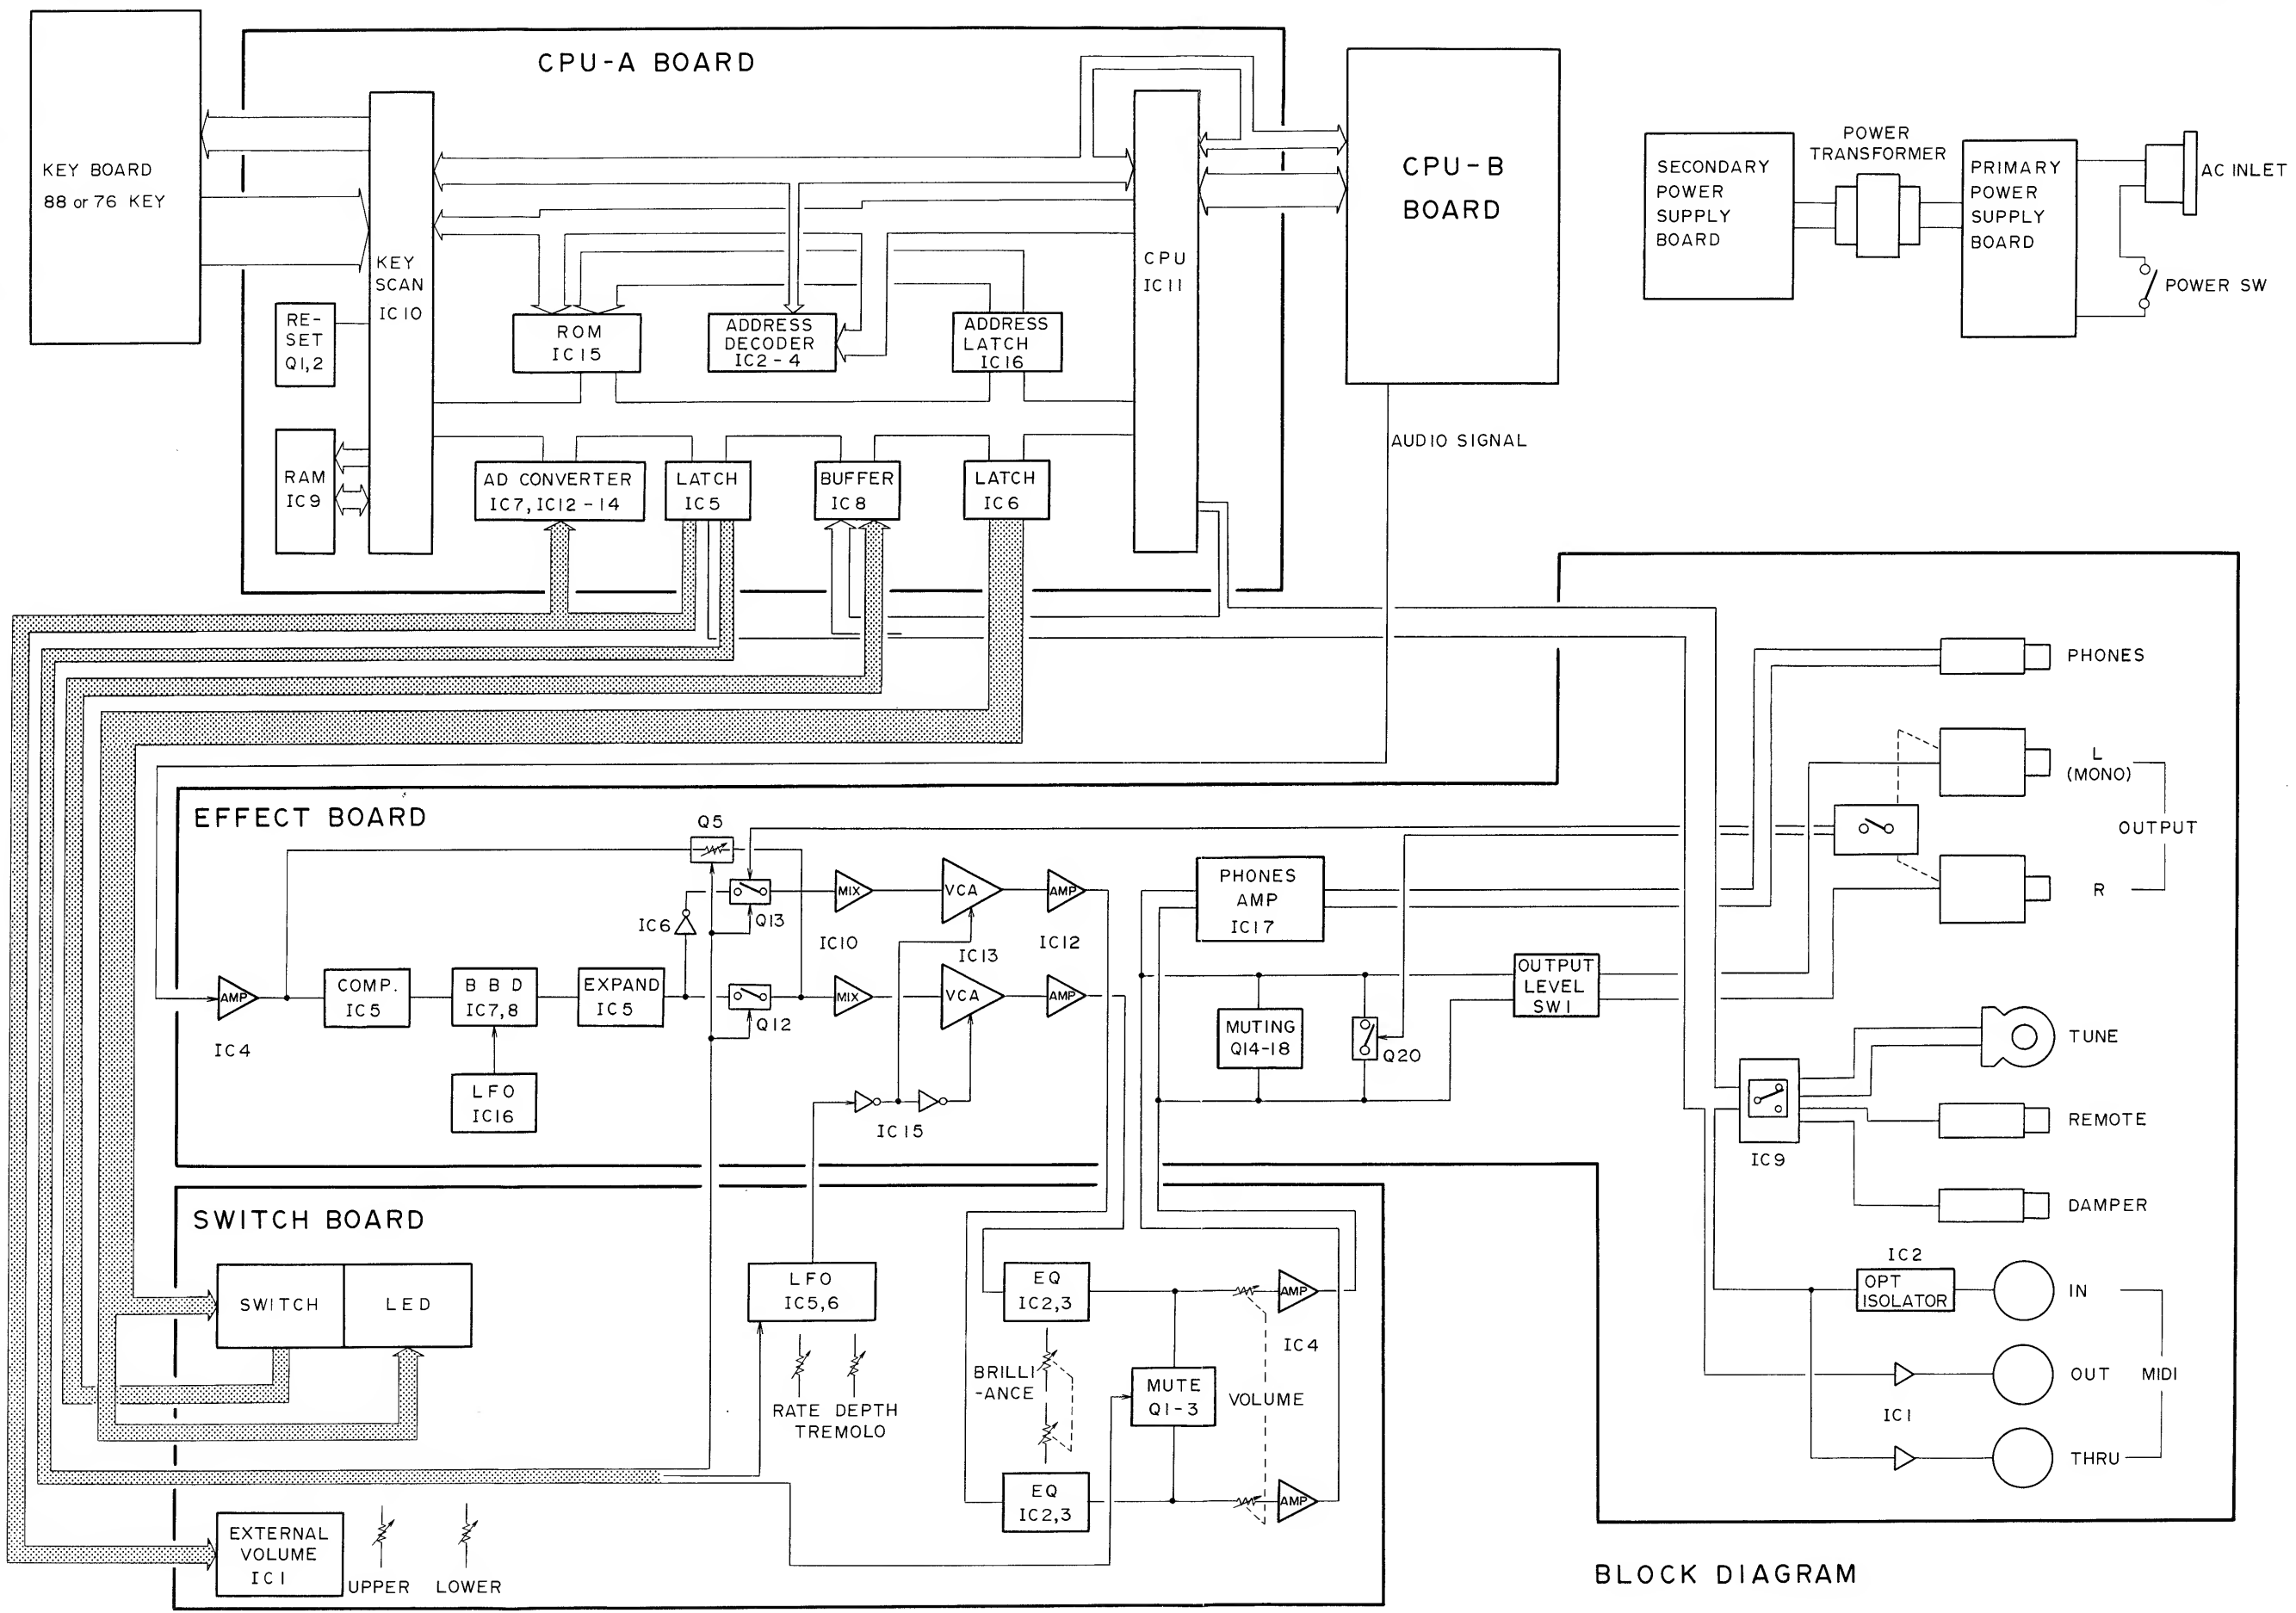 CPU-A BOARD
KEY BOARD
88 or 76 KEY
KEY
SCAN
IC10
RE-
SET
Q1,2
RAM
IC9
ROM
IC15
ADDRESS
DECODER
IC2-4
ADDRESS
LATCH
IC16
CPU
IC11
AD CONVERTER
IC7, IC12-14
LATCH
IC5
BUFFER
IC8
LATCH
IC6
CPU-B
BOARD
AUDIO SIGNAL
SECONDARY
POWER
SUPPLY
BOARD
POWER
TRANSFORMER
PRIMARY
POWER
SUPPLY
BOARD
AC INLET
POWER SW
EFFECT BOARD
AMP
IC4
COMP.
IC5
BBD
IC7,8
LFO
IC16
EXPAND
IC5
IC6
Q5
Q13
Q12
MIX
IC10
MIX
VCA
IC13
VCA
AMP
IC12
AMP
IC15
PHONES
AMP
IC17
MUTING
Q14-18
Q20
OUTPUT
LEVEL
SW1
PHONES
L
(MONO)
OUTPUT
R
TUNE
REMOTE
IC9
DAMPER
IC2
OPT
ISOLATOR
IN
OUT
MIDI
IC1
THRU
SWITCH BOARD
SWITCH
LED
LFO
IC5,6
RATE DEPTH
TREMOLO
EQ
IC2,3
BRILLI
-ANCE
EQ
IC2,3
MUTE
Q1-3
VOLUME
AMP
IC4
AMP
EXTERNAL
VOLUME
IC1
UPPER
LOWER
BLOCK DIAGRAM